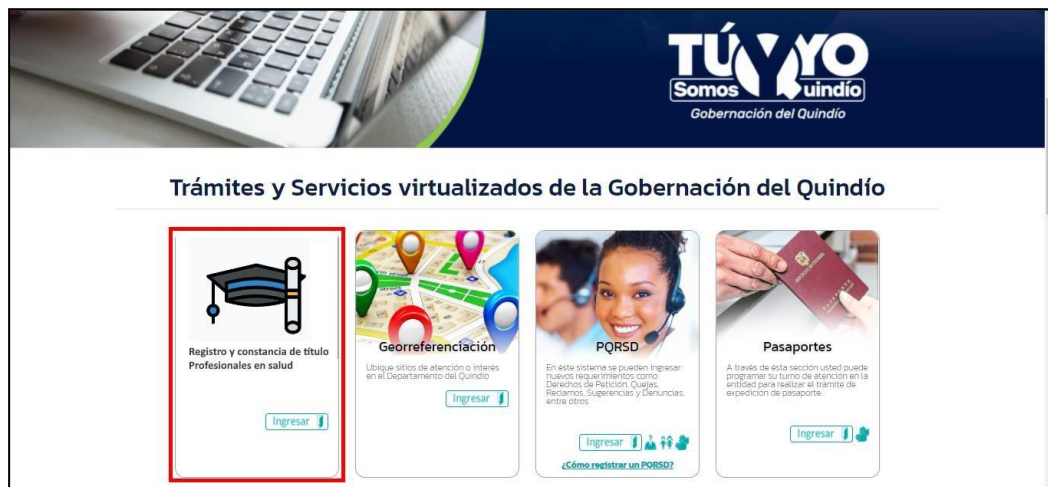 TÚ Y YO
Somos Quindío
Gobernación del Quindío
Trámites y Servicios virtualizados de la Gobernación del Quindío
Registro y constancia de título
Profesionales en salud
Ingresar
Georreferenciación
Ubique sitios de atención o interés
en el Departamento del Quindío
Ingresar
PQRSD
En éste sistema se pueden ingresar
nuevos requerimientos como
Derechos de Petición, Quejas,
Reclamos, Sugerencias y Denuncias,
entre otros
Ingresar
¿Cómo registrar un PQRSD?
Pasaportes
A través de ésta sección usted puede
programar su turno de atención en la
entidad para realizar el trámite de
expedición de pasaporte.
Ingresar